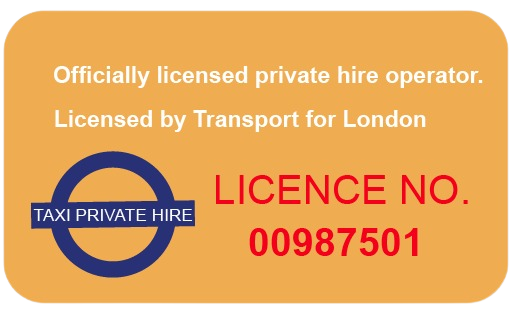 Officially licensed private hire operator.
Licensed by Transport for London
TAXI PRIVATE HIRE
LICENCE NO.
00987501